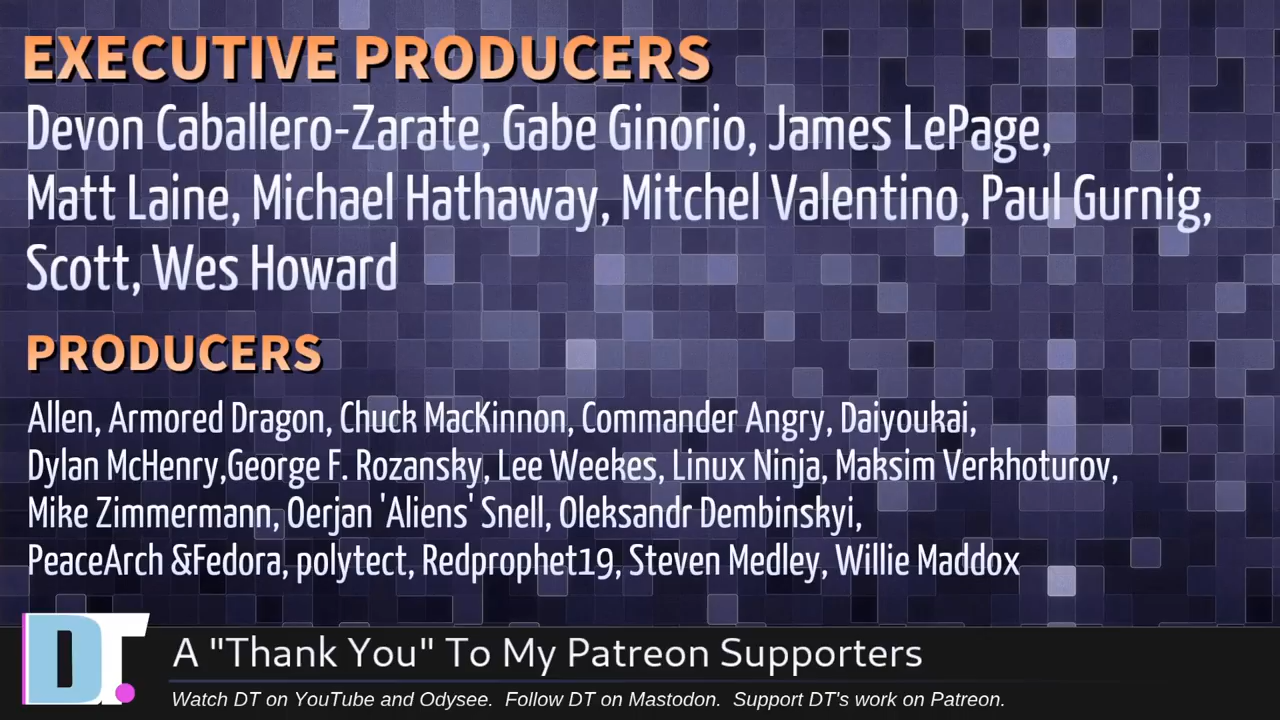 EXECUTIVE PRODUCERS
Devon Caballero-Zarate, Gabe Ginorio, James LePage,
Matt Laine, Michael Hathaway, Mitchel Valentino, Paul Gurnig,
Scott, Wes Howard
PRODUCERS
Allen, Armored Dragon, Chuck MacKinnon, Commander Angry, Daiyoukai,
Dylan McHenry,George F. Rozansky, Lee Weekes, Linux Ninja, Maksim Verkhoturov,
Mike Zimmermann, Oerjan 'Aliens' Snell, Oleksandr Dembinskyi,
PeaceArch &Fedora, polytect, Redprophet19, Steven Medley, Willie Maddox
DT.
A "Thank You" To My Patreon Supporters
Watch DT on YouTube and Odysee. Follow DT on Mastodon. Support DT's work on Patreon.